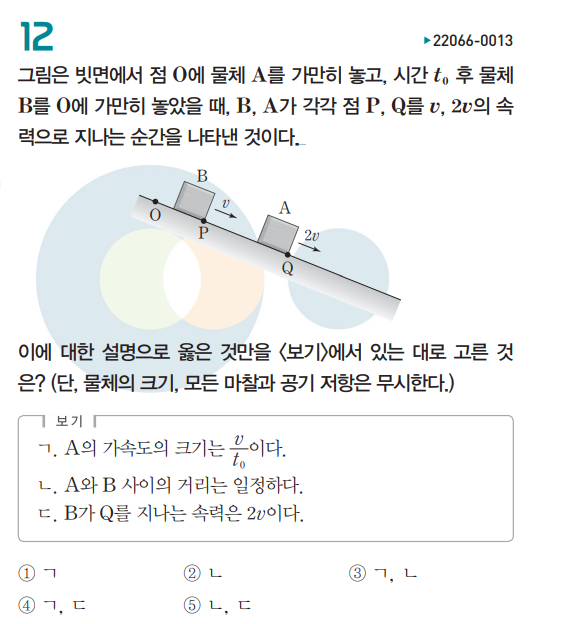 12
▶22066-0013
그림은 빗면에서 점 O에 물체 A를 가만히 놓고, 시간 t₀ 후 물체
B를 O에 가만히 놓았을 때, B, A가 각각 점 P, Q를 v, 2v의 속
력으로 지나는 순간을 나타낸 것이다.
B
v
A
O
P
2v
Q
이에 대한 설명으로 옳은 것만을 〈보기〉에서 있는 대로 고른 것
은? (단, 물체의 크기, 모든 마찰과 공기 저항은 무시한다.)
보기
ㄱ. A의 가속도의 크기는 v/t₀이다.
ㄴ. A와 B 사이의 거리는 일정하다.
ㄷ. B가 Q를 지나는 속력은 2v이다.
① ㄱ ② ㄴ ③ ㄱ, ㄴ
④ ㄱ, ㄷ ⑤ ㄴ, ㄷ